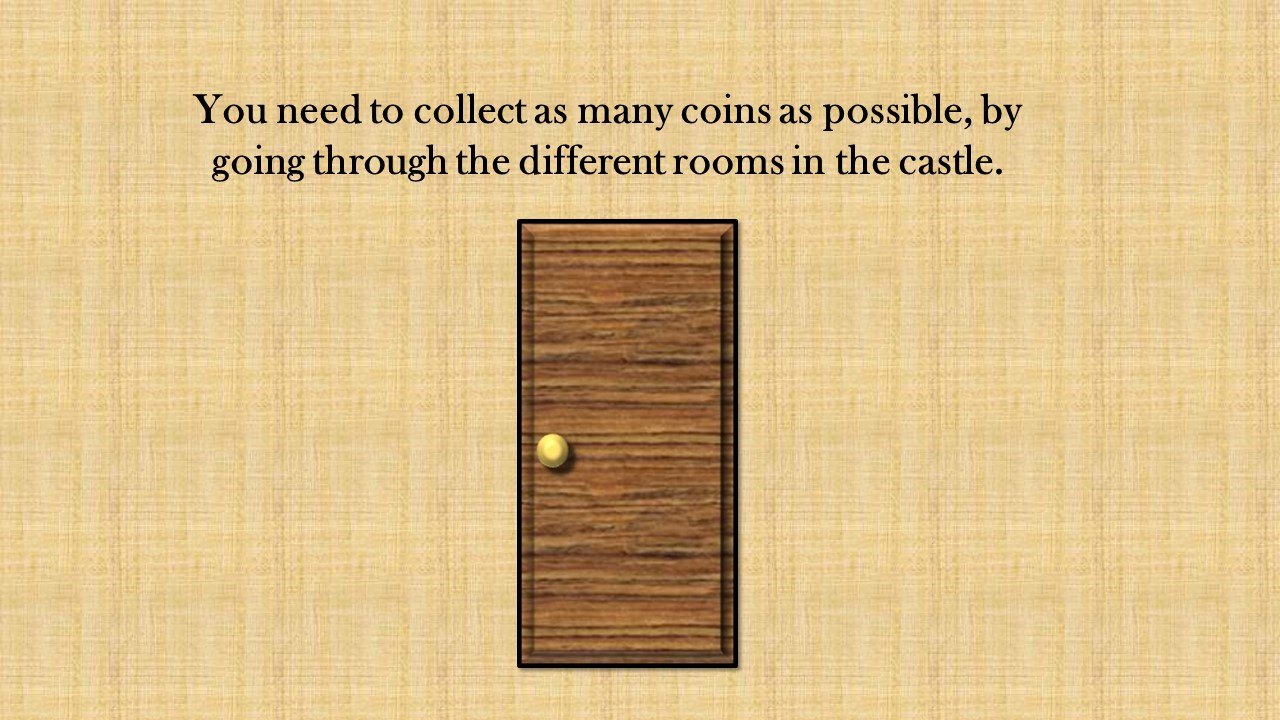 You need to collect as many coins as possible, by
going through the different rooms in the castle.